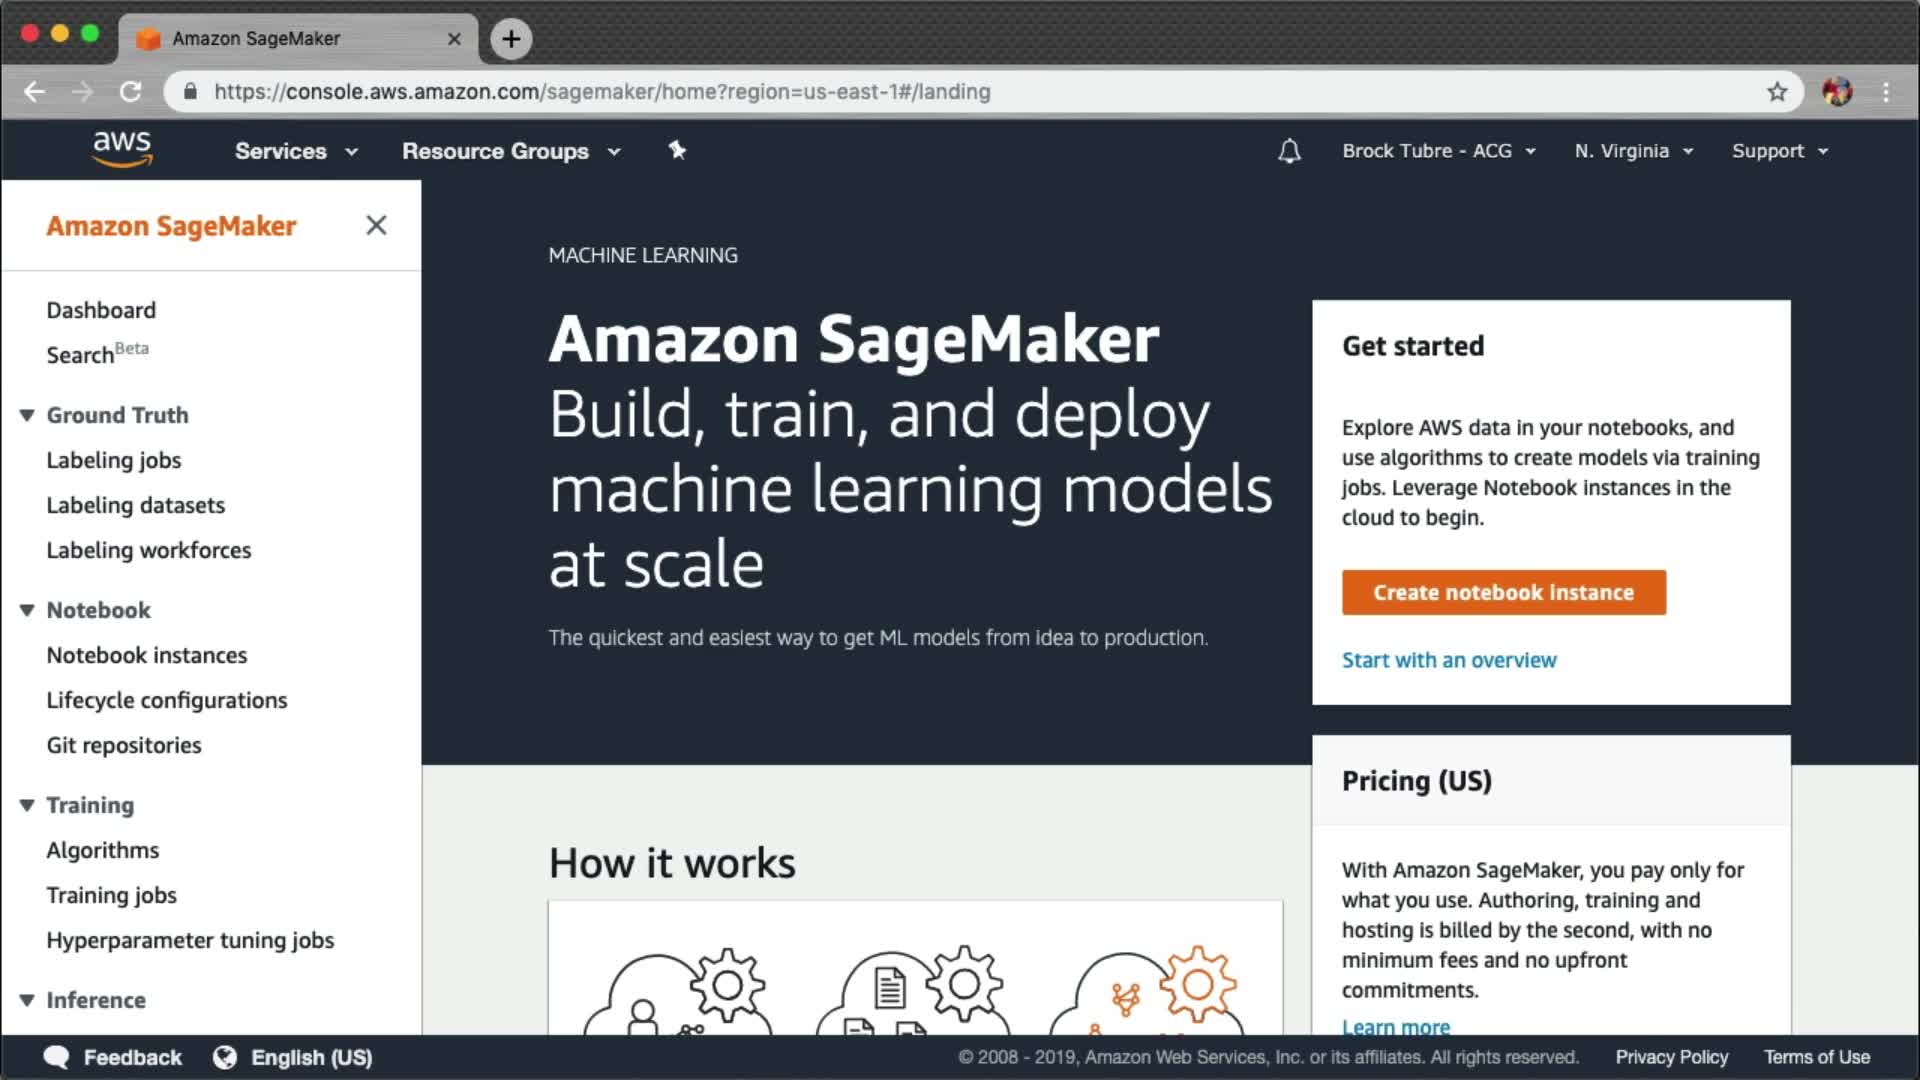 Amazon SageMaker
https://console.aws.amazon.com/sagemaker/home?region=us-east-1#/landing
aws
Services
Resource Groups
Brock Tubre - ACG
N. Virginia
Support
Amazon SageMaker
Dashboard
Search Beta
Ground Truth
Labeling jobs
Labeling datasets
Labeling workforces
Notebook
Notebook instances
Lifecycle configurations
Git repositories
Training
Algorithms
Training jobs
Hyperparameter tuning jobs
Inference
MACHINE LEARNING
Amazon SageMaker
Build, train, and deploy
machine learning models
at scale
The quickest and easiest way to get ML models from idea to production.
Get started
Explore AWS data in your notebooks, and
use algorithms to create models via training
jobs. Leverage Notebook instances in the
cloud to begin.
Create notebook instance
Start with an overview
Pricing (US)
With Amazon SageMaker, you pay only for
what you use. Authoring, training and
hosting is billed by the second, with no
minimum fees and no upfront
commitments.
Learn more
How it works
Feedback
English (US)
© 2008 - 2019, Amazon Web Services, Inc. or its affiliates. All rights reserved.
Privacy Policy
Terms of Use